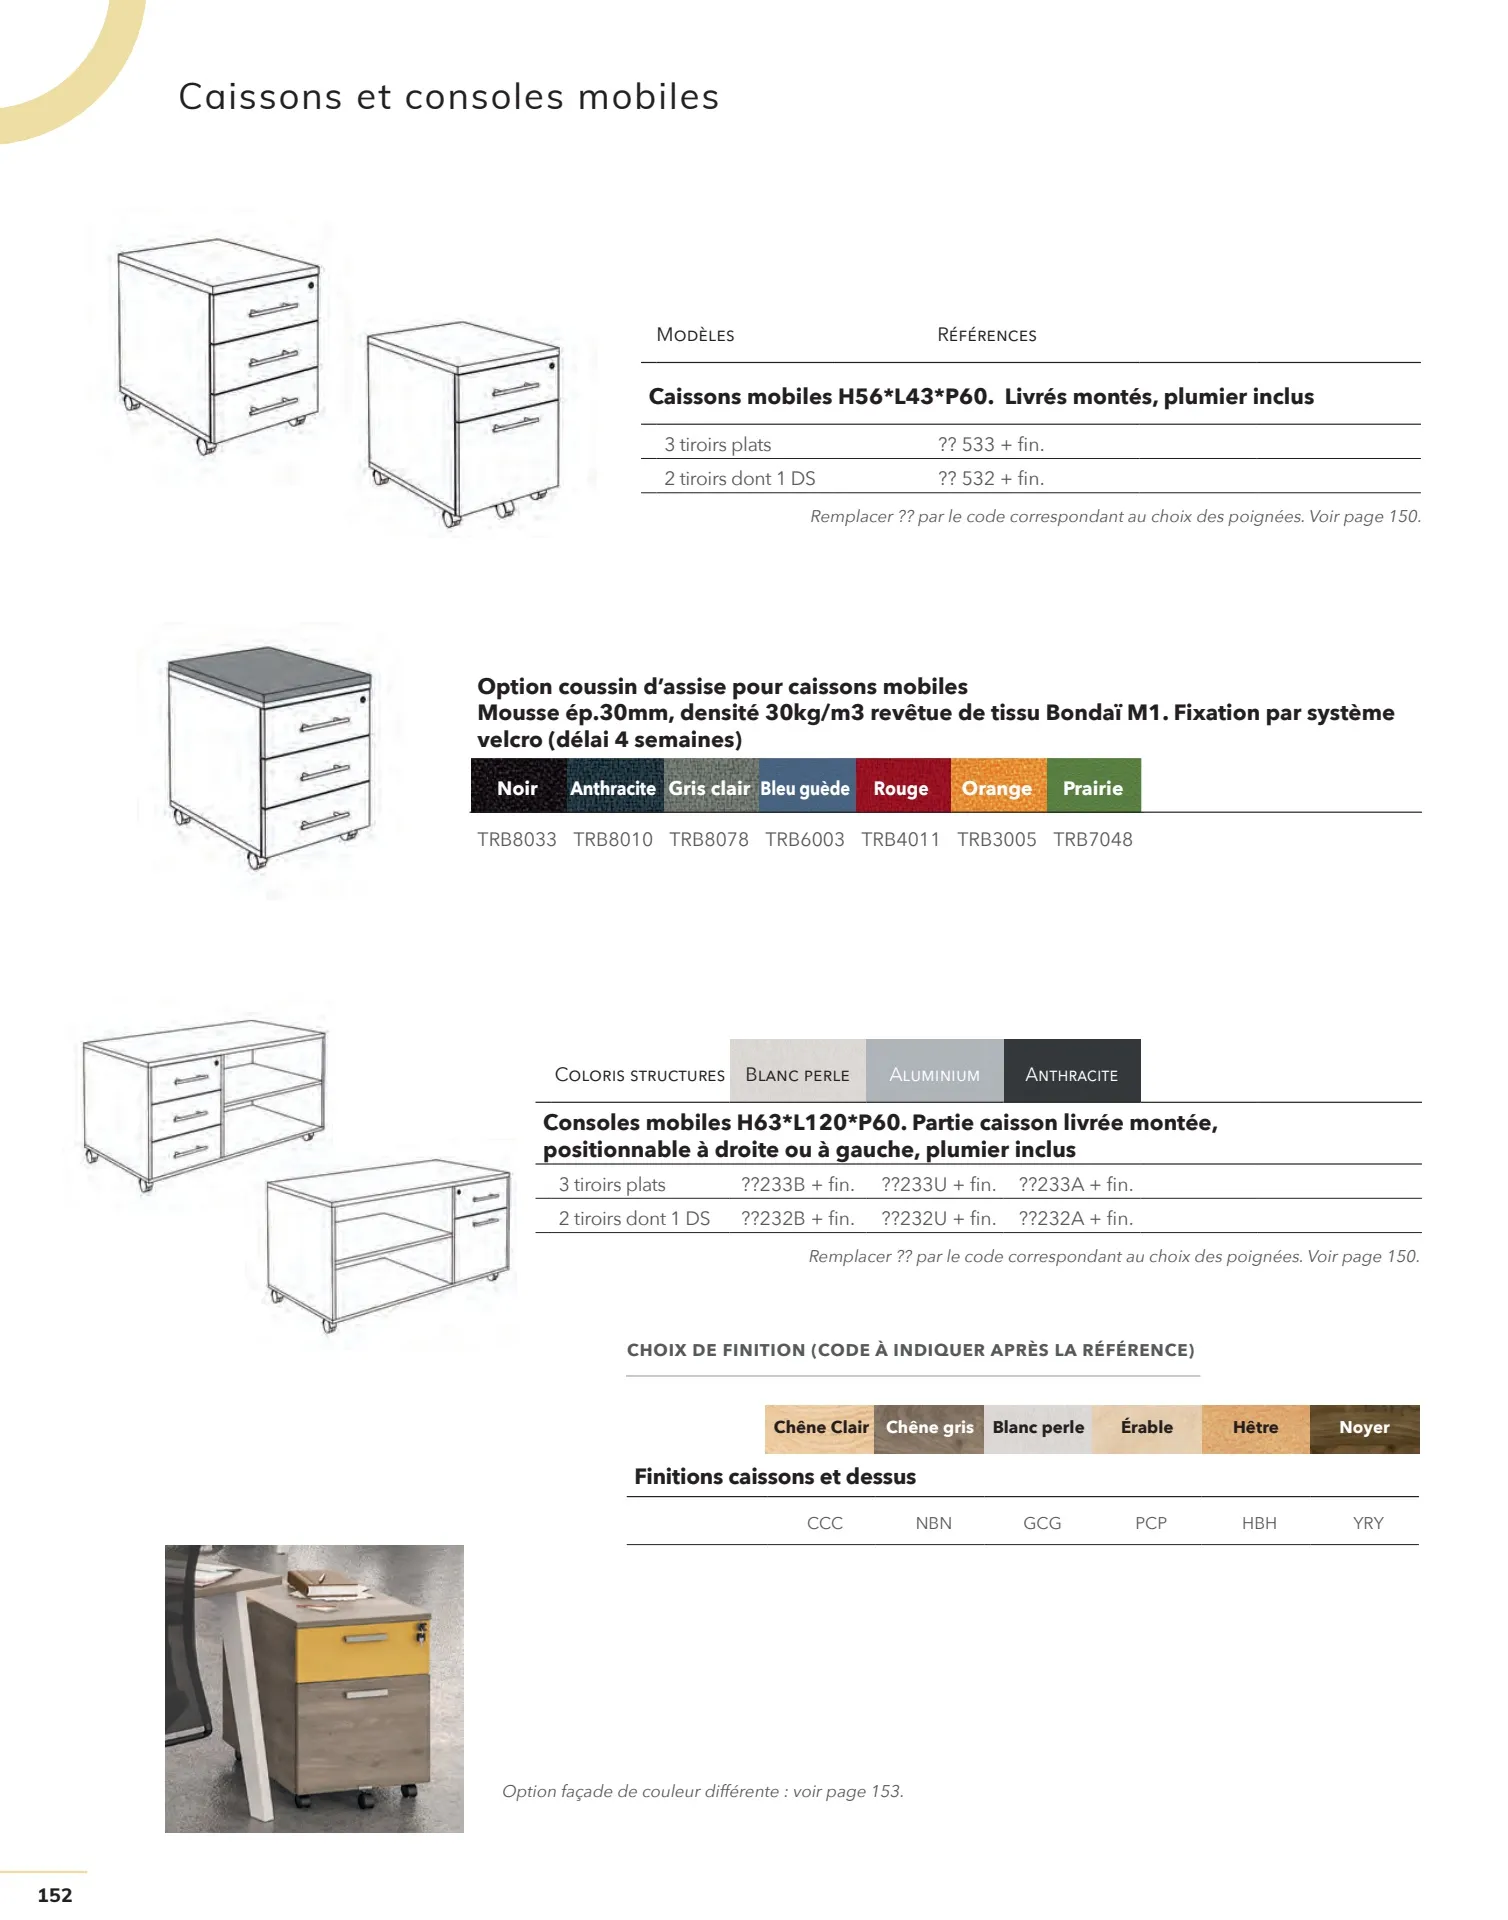 Caissons et consoles mobiles
Modèles Références
Caissons mobiles H56*L43*P60. Livrés montés, plumier inclus
3 tiroirs plats ?? 533 + fin.
2 tiroirs dont 1 DS ?? 532 + fin.
Remplacer ?? par le code correspondant au choix des poignées. Voir page 150.
Option coussin d’assise pour caissons mobiles
Mousse ép.30mm, densité 30kg/m3 revêtue de tissu Bondaï M1. Fixation par système
velcro (délai 4 semaines)
Noir Anthracite Gris clair Bleu guède Rouge Orange Prairie
TRB8033 TRB8010 TRB8078 TRB6003 TRB4011 TRB3005 TRB7048
Coloris structures Blanc perle Aluminium Anthracite
Consoles mobiles H63*L120*P60. Partie caisson livrée montée,
positionnable à droite ou à gauche, plumier inclus
3 tiroirs plats ??233B + fin. ??233U + fin. ??233A + fin.
2 tiroirs dont 1 DS ??232B + fin. ??232U + fin. ??232A + fin.
Remplacer ?? par le code correspondant au choix des poignées. Voir page 150.
CHOIX DE FINITION (CODE À INDIQUER APRÈS LA RÉFÉRENCE)
Chêne Clair Chêne gris Blanc perle Érable Hêtre Noyer
Finitions caissons et dessus
CCC NBN GCG PCP HBH YRY
Option façade de couleur différente : voir page 153.
152